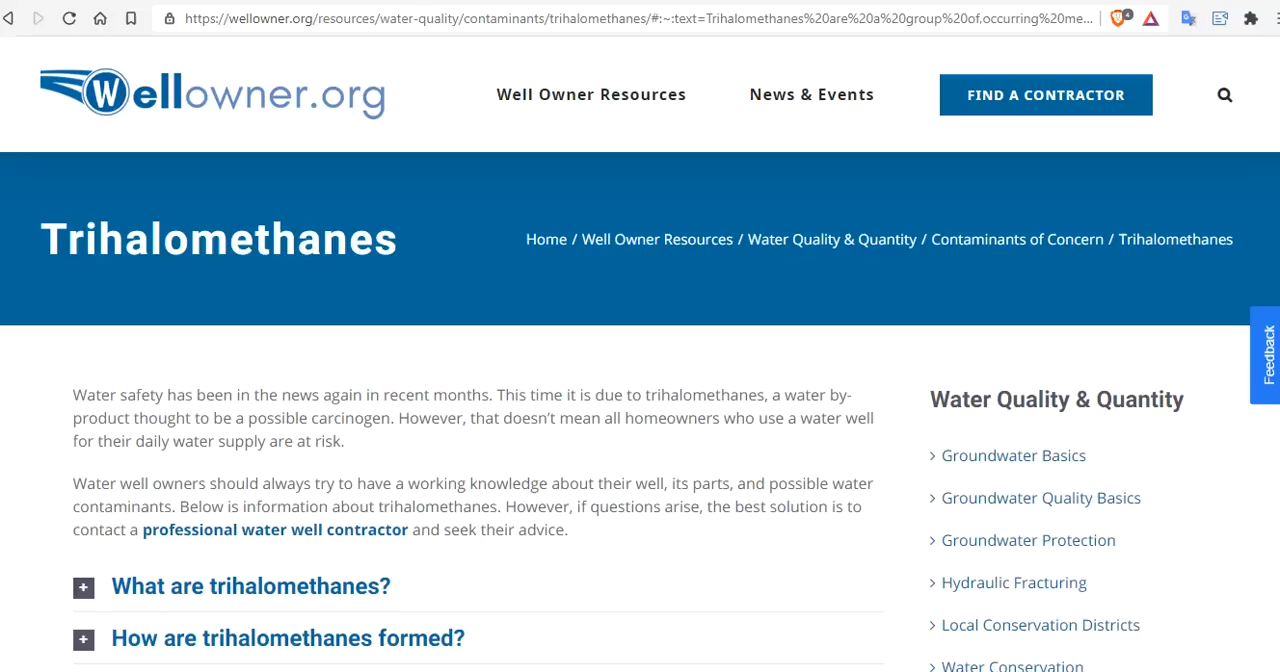 https://wellowner.org/resources/water-quality/contaminants/trihalomethanes/#:~:text=Trihalomethanes%20are%20a%20group%20of,occurring%20me...
4
Wellowner.org
Well Owner Resources
News & Events
FIND A CONTRACTOR
Trihalomethanes
Home / Well Owner Resources / Water Quality & Quantity / Contaminants of Concern / Trihalomethanes
Feedback
Water safety has been in the news again in recent months. This time it is due to trihalomethanes, a water by-
product thought to be a possible carcinogen. However, that doesn’t mean all homeowners who use a water well
for their daily water supply are at risk.
Water well owners should always try to have a working knowledge about their well, its parts, and possible water
contaminants. Below is information about trihalomethanes. However, if questions arise, the best solution is to
contact a professional water well contractor and seek their advice.
What are trihalomethanes?
How are trihalomethanes formed?
Water Quality & Quantity
Groundwater Basics
Groundwater Quality Basics
Groundwater Protection
Hydraulic Fracturing
Local Conservation Districts
Water Conservation